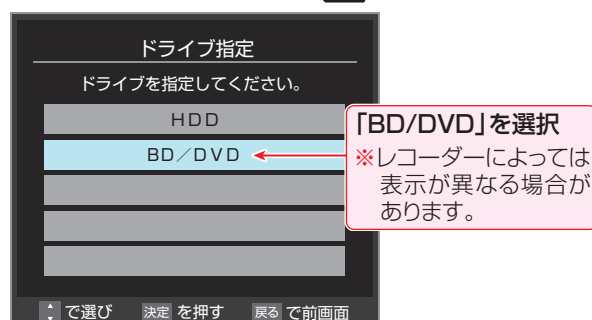 ドライブ指定
ドライブを指定してください。
HDD
BD/DVD
「BD/DVD」を選択
※レコーダーによっては
表示が異なる場合が
あります。
で選び 決定 を押す 戻る で前画面